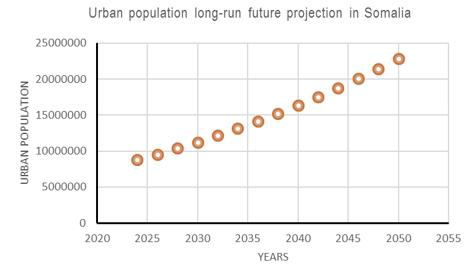 Urban population long-run future projection in Somalia
25000000
20000000
15000000
10000000
5000000
0
URBAN POPULATION
2020 2025 2030 2035 2040 2045 2050 2055
YEARS